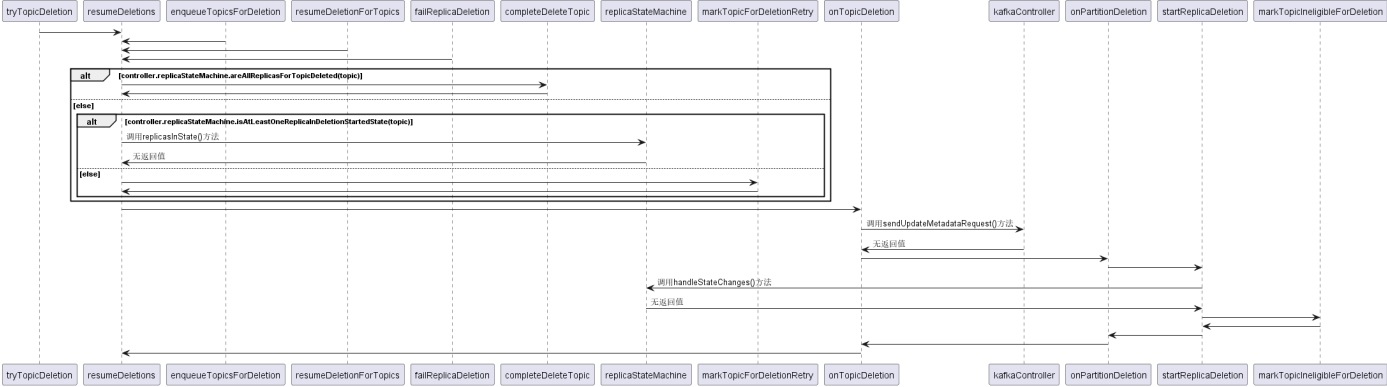 tryTopicDeletion
resumeDeletions
enqueueTopicsForDeletion
resumeDeletionForTopics
failReplicaDeletion
completeDeleteTopic
replicaStateMachine
markTopicForDeletionRetry
onTopicDeletion
kafkaController
onPartitionDeletion
startReplicaDeletion
markTopicIneligibleForDeletion
alt [controller.replicaStateMachine.areAllReplicasForTopicDeleted(topic)]
[else]
alt [controller.replicaStateMachine.isAtLeastOneReplicaInDeletionStartedState(topic)]
调用replicasInState()方法
无返回值
[else]
调用sendUpdateMetadataRequest()方法
无返回值
调用handleStateChanges()方法
无返回值
tryTopicDeletion
resumeDeletions
enqueueTopicsForDeletion
resumeDeletionForTopics
failReplicaDeletion
completeDeleteTopic
replicaStateMachine
markTopicForDeletionRetry
onTopicDeletion
kafkaController
onPartitionDeletion
startReplicaDeletion
markTopicIneligibleForDeletion